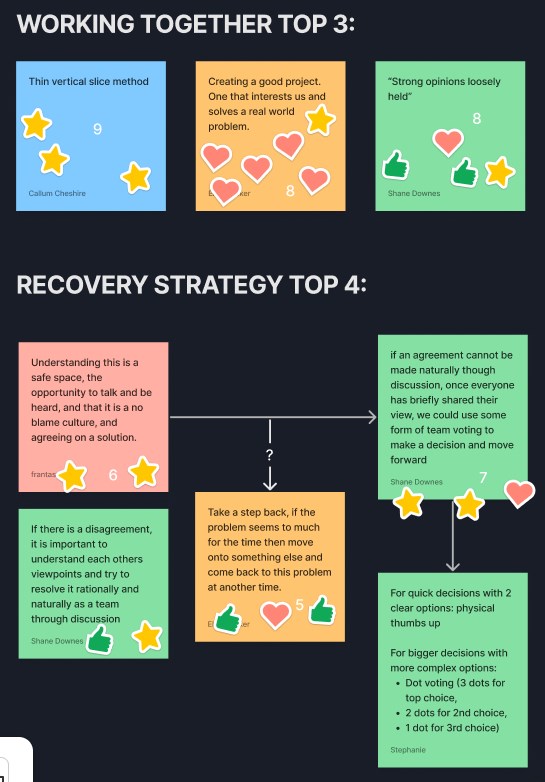 WORKING TOGETHER TOP 3:
Thin vertical slice method
9
Callum Cheshire
Creating a good project.
One that interests us and
solves a real world
problem.
8
“Strong opinions loosely
held”
8
Shane Downes
RECOVERY STRATEGY TOP 4:
Understanding this is a
safe space, the
opportunity to talk and be
heard, and that it is a no
blame culture, and
agreeing on a solution.
frantas
6
If there is a disagreement,
it is important to
understand each others
viewpoints and try to
resolve it rationally and
naturally as a team
through discussion
Shane Downes
?
Take a step back, if the
problem seems to much
for the time then move
onto something else and
come back to this problem
at another time.
5
if an agreement cannot be
made naturally though
discussion, once everyone
has briefly shared their
view, we could use some
form of team voting to
make a decision and move
forward
Shane Downes
7
For quick decisions with 2
clear options: physical
thumbs up
For bigger decisions with
more complex options:
• Dot voting (3 dots for
top choice,
• 2 dots for 2nd choice,
• 1 dot for 3rd choice)
Stephanie